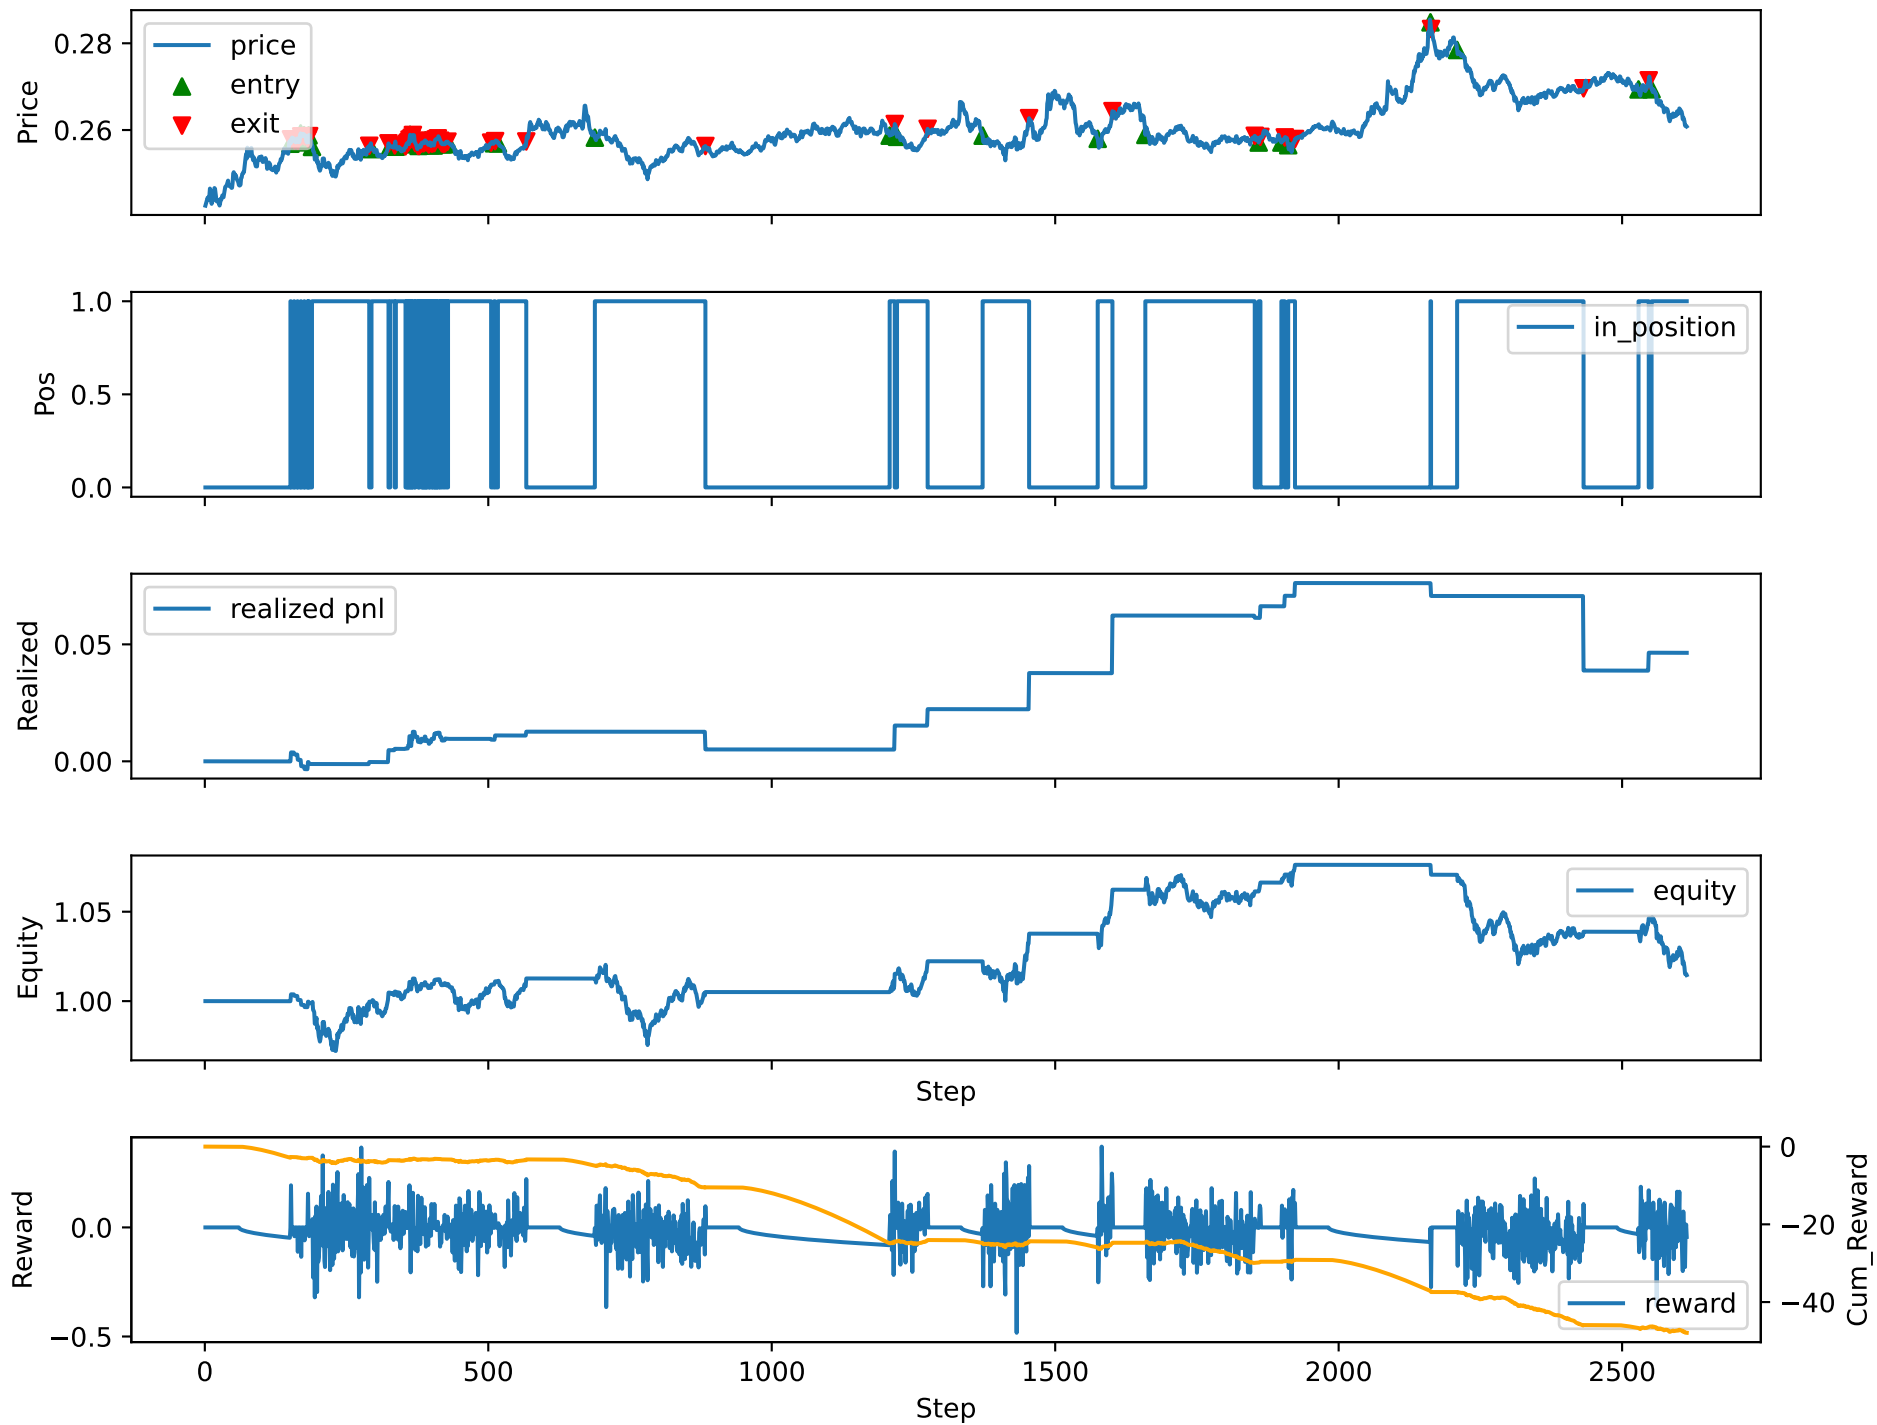 price
entry
exit
0.28
0.26
Price
in_position
1.0
0.5
0.0
Pos
realized pnl
0.05
0.00
Realized
equity
1.05
1.00
Equity
Step
reward
0.0
−0.5
Reward
0
−20
−40
Cum_Reward
0 500 1000 1500 2000 2500
Step